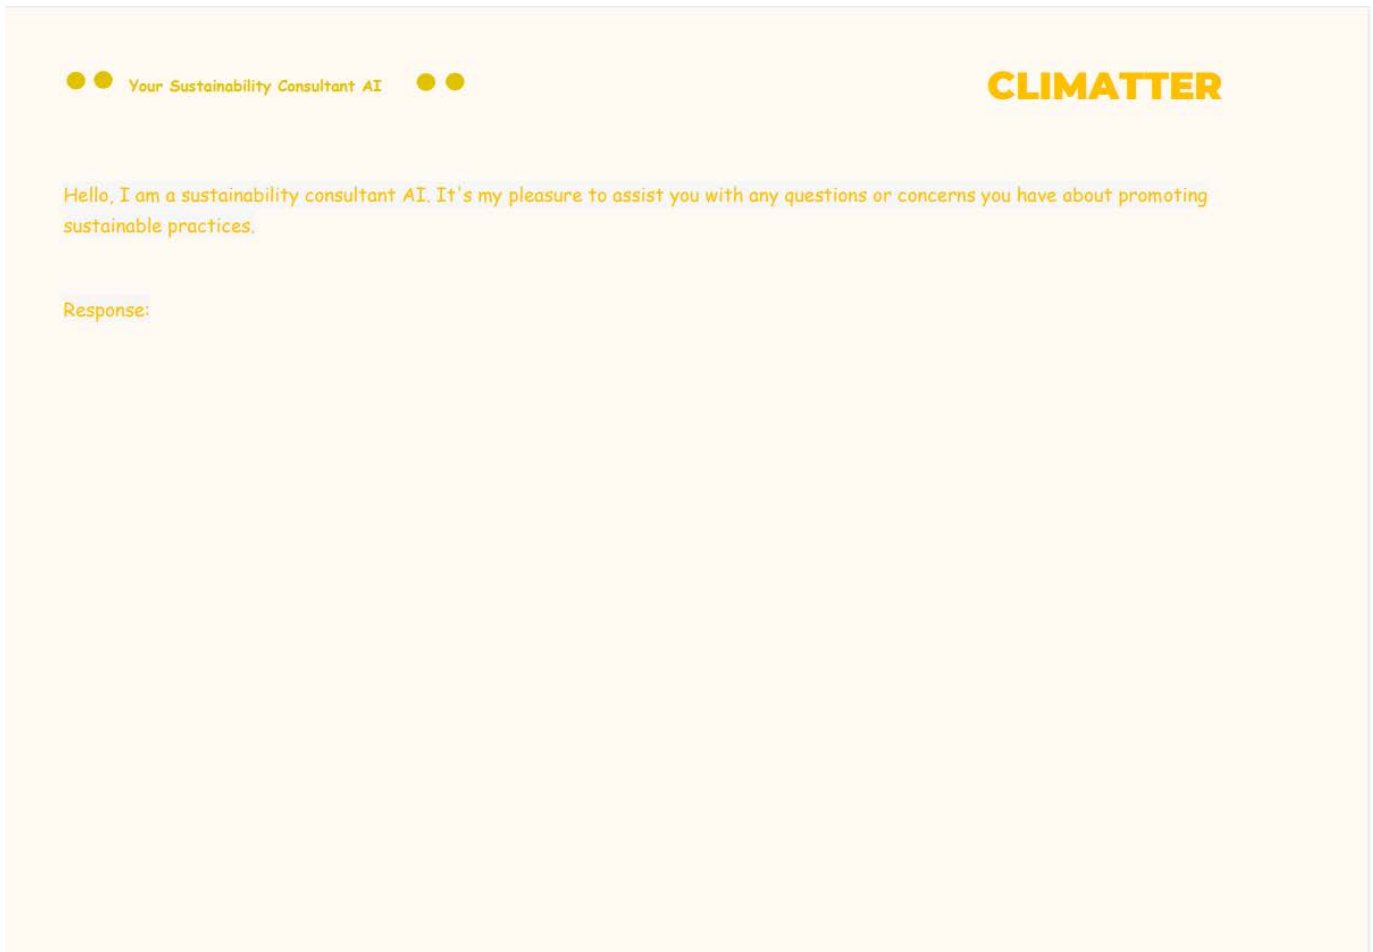 Your Sustainability Consultant AI
CLIMATTER
Hello, I am a sustainability consultant AI. It's my pleasure to assist you with any questions or concerns you have about promoting
sustainable practices.
Response: